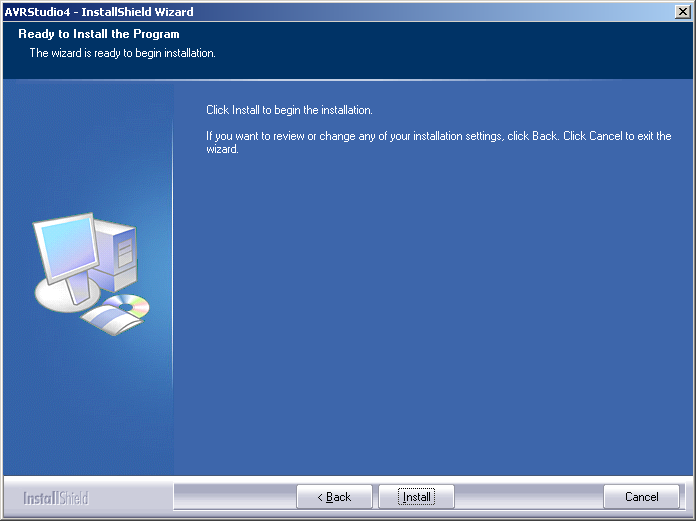 AVRStudio4 - InstallShield Wizard
Ready to Install the Program
The wizard is ready to begin installation.
Click Install to begin the installation.
If you want to review or change any of your installation settings, click Back. Click Cancel to exit the
wizard.
InstallShield
< Back
Install
Cancel